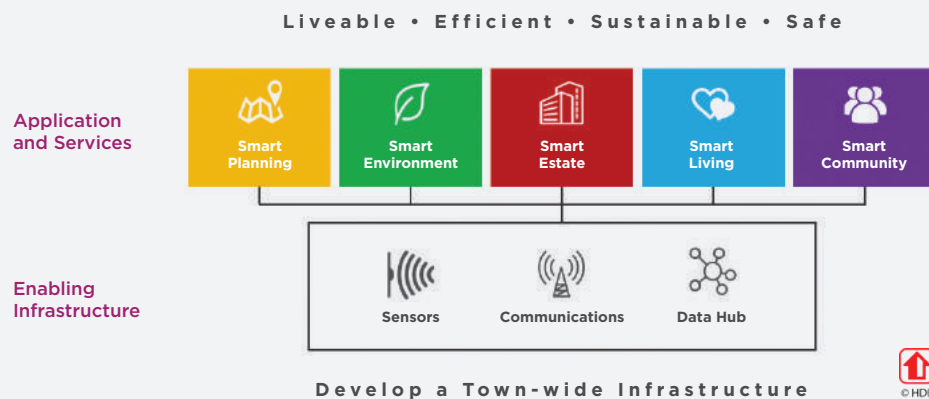 Liveable • Efficient • Sustainable • Safe
Application
and Services
Smart
Planning
Smart
Environment
Smart
Estate
Smart
Living
Smart
Community
Enabling
Infrastructure
Sensors
Communications
Data Hub
Develop a Town-wide Infrastructure